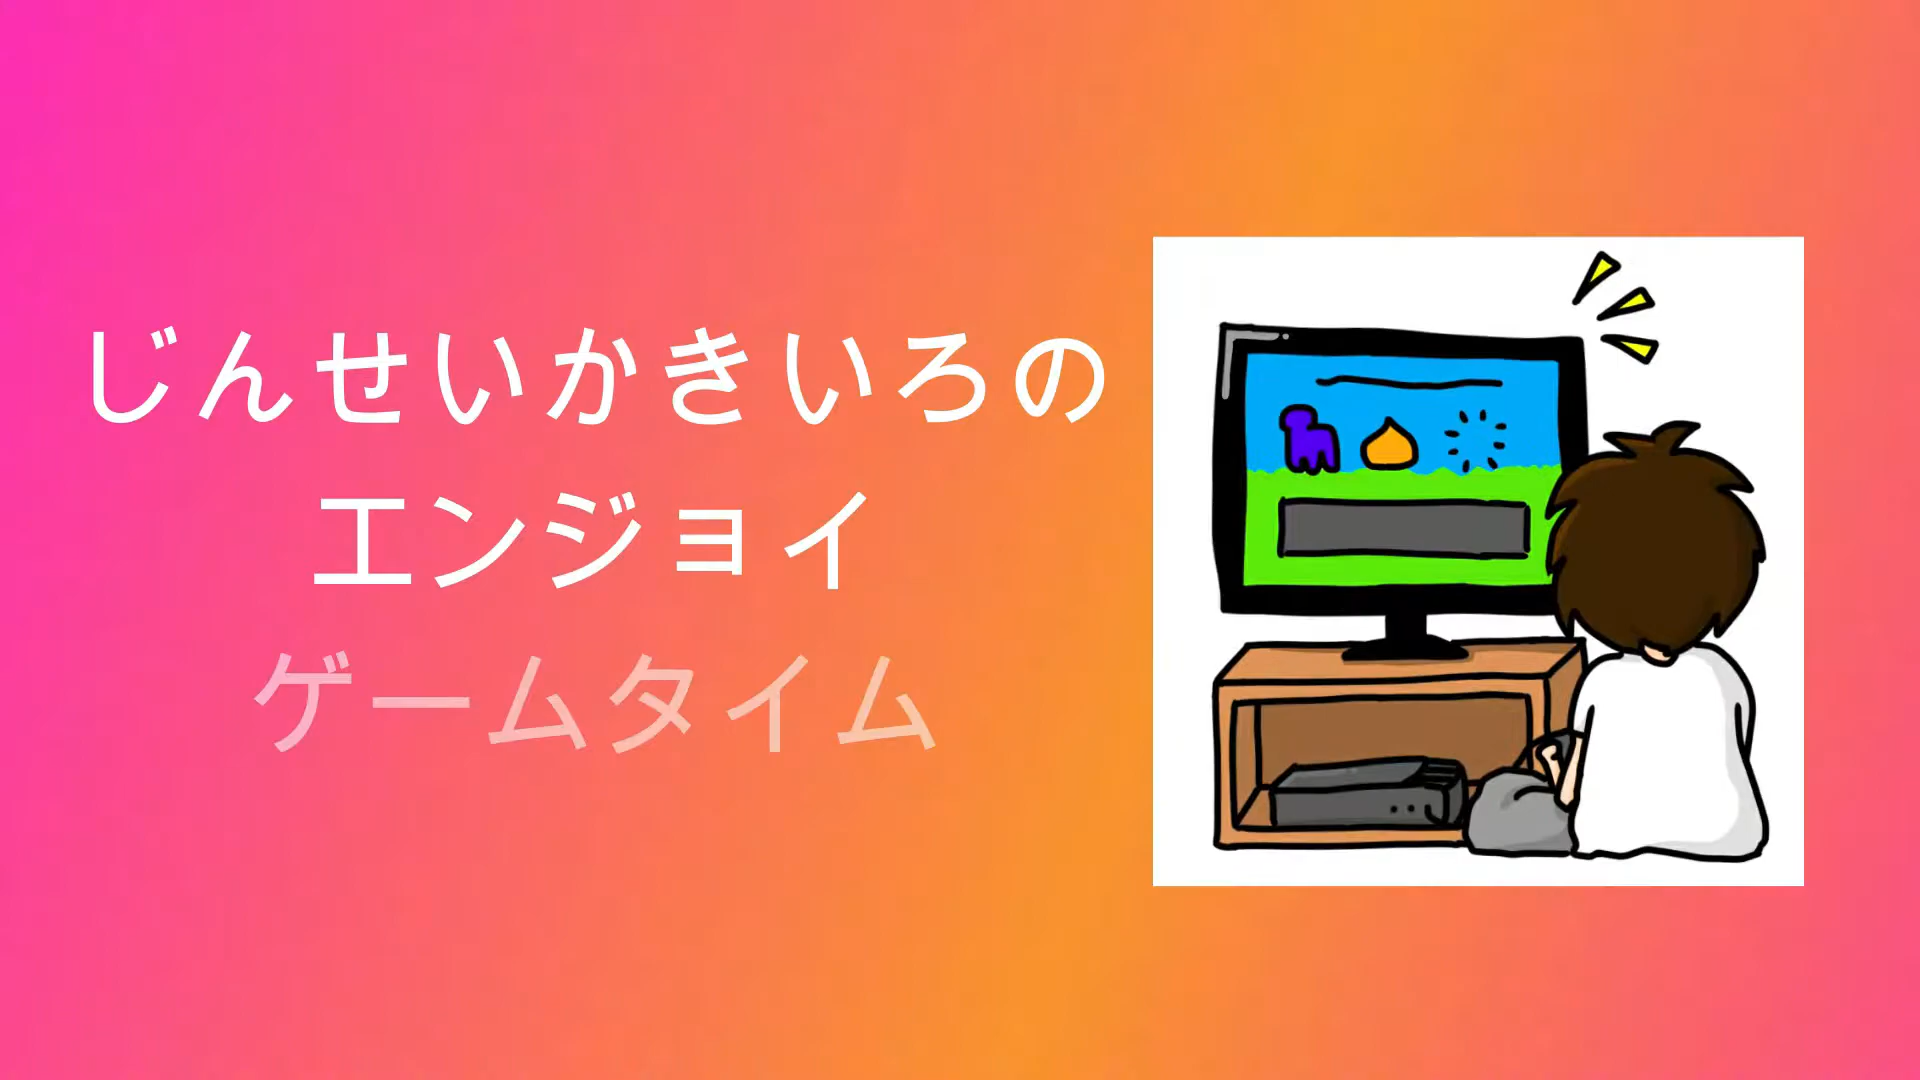 じんせいかきいろの
エンジョイ
ゲームタイム